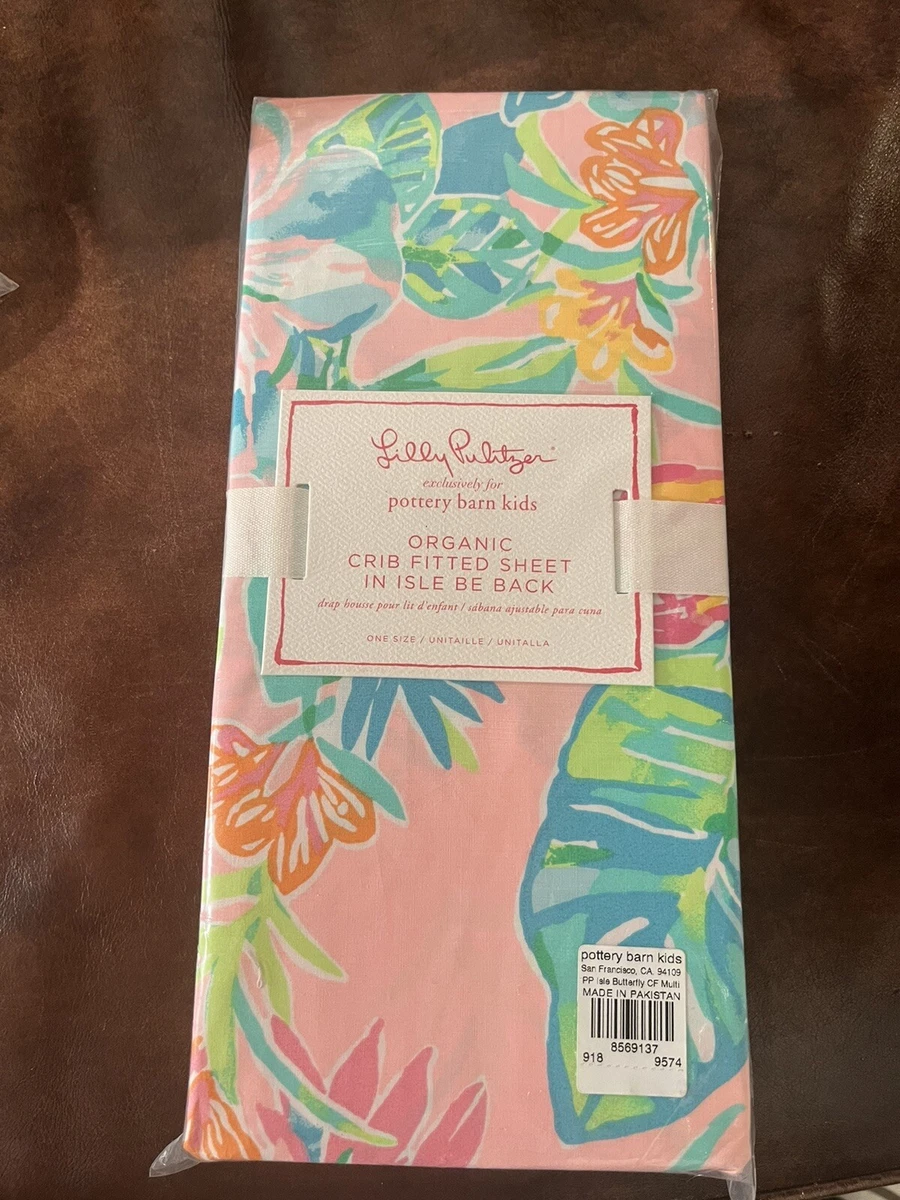 Lilly Pulitzer®
exclusively for
pottery barn kids
ORGANIC
CRIB FITTED SHEET
IN ISLE BE BACK
drap housse pour lit d'enfant / sábana ajustable para cuna
ONE SIZE / UNITAILLE / UNITALLA
pottery barn kids
San Francisco, CA. 94109
PP Isle Butterfly CF Multi
MADE IN PAKISTAN
8569137
918 9574